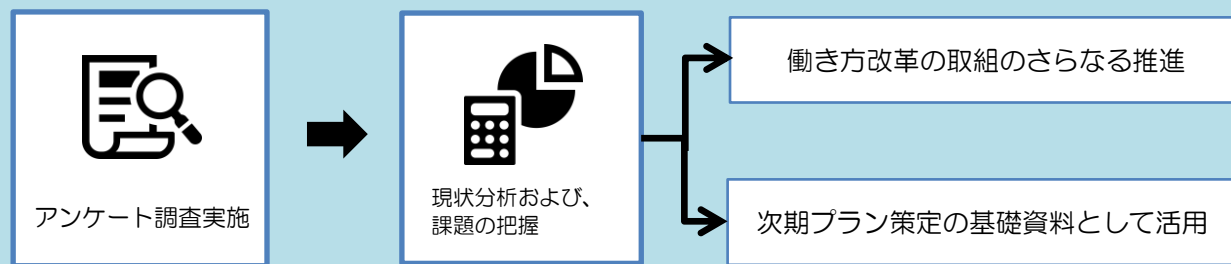 アンケート調査実施
現状分析および、
課題の把握
働き方改革の取組のさらなる推進
次期プラン策定の基礎資料として活用